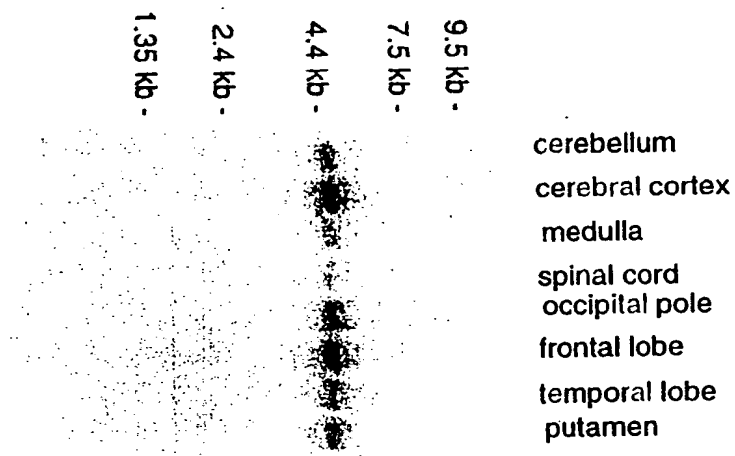 1.35 kb -
2.4 kb -
4.4 kb -
7.5 kb -
9.5 kb -
cerebellum
cerebral cortex
medulla
spinal cord
occipital pole
frontal lobe
temporal lobe
putamen